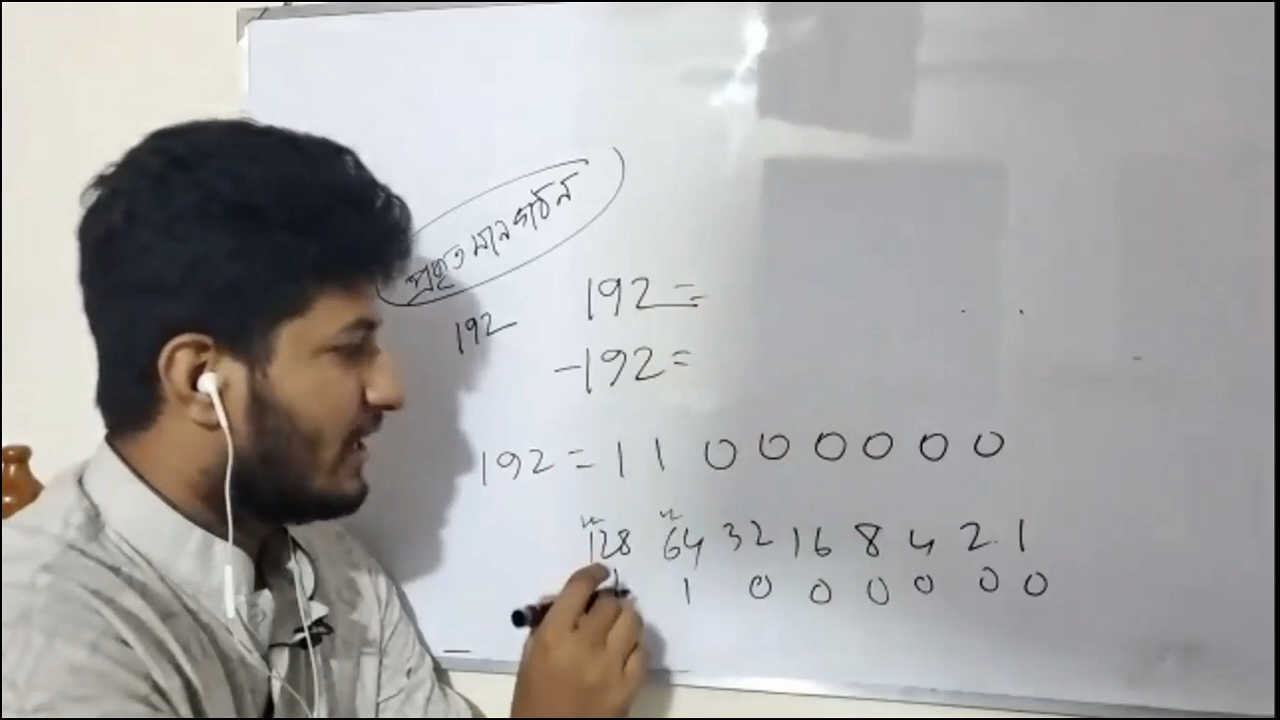 প্রকৃত মান গঠন
192
192 =
-192 =
192 = 1 1 0 0 0 0 0 0
128 64 32 16 8 4 2 1
1 1 0 0 0 0 0 0